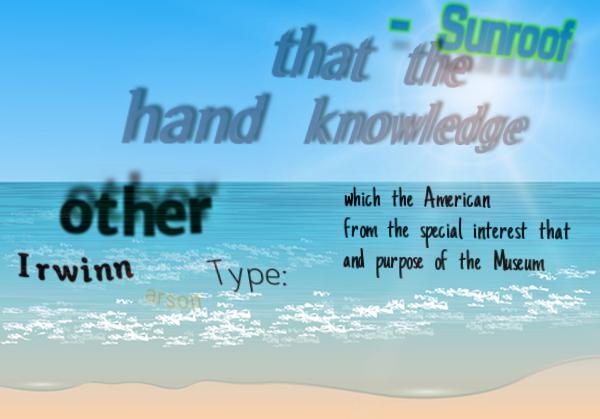 - Sunroof
that the
hand knowledge
other
which the American
from the special interest that
and purpose of the Museum
Irwinn
Type:
arson